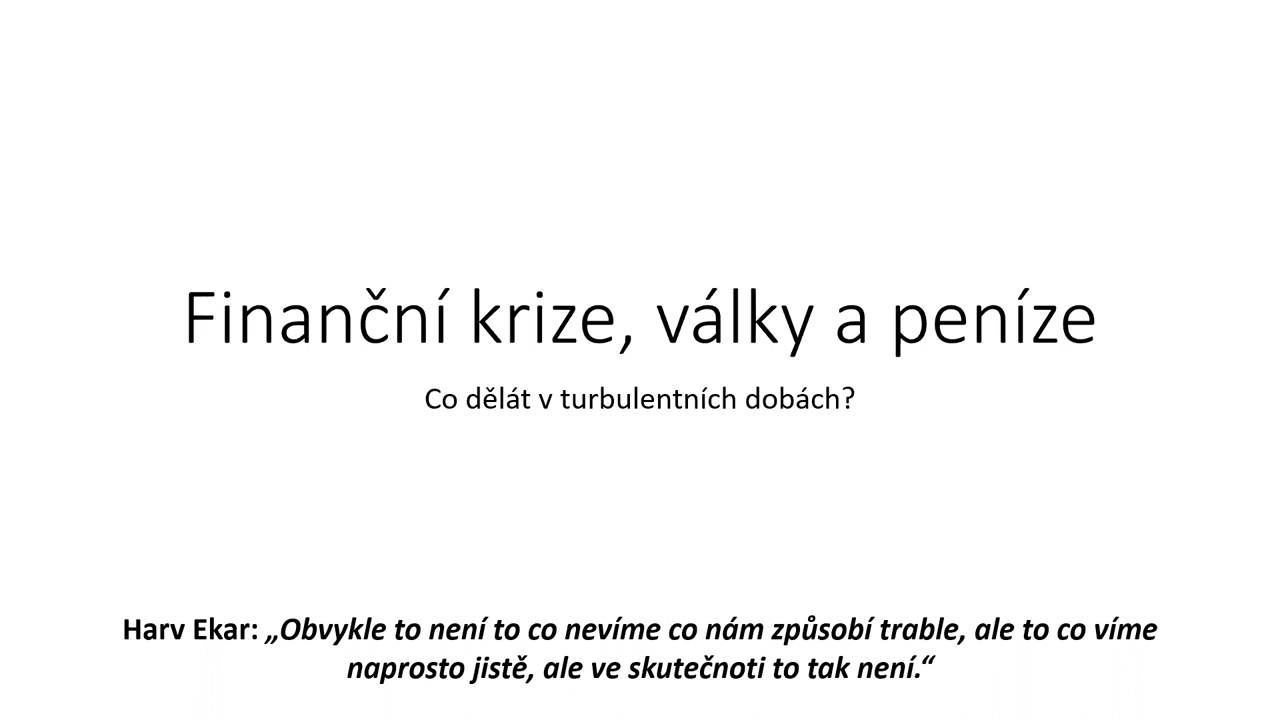 Finanční krize, války a peníze
Co dělát v turbulentních dobách?
Harv Ekar: „Obvykle to není to co nevíme co nám způsobí trable, ale to co víme
naprosto jistě, ale ve skutečnoti to tak není.“